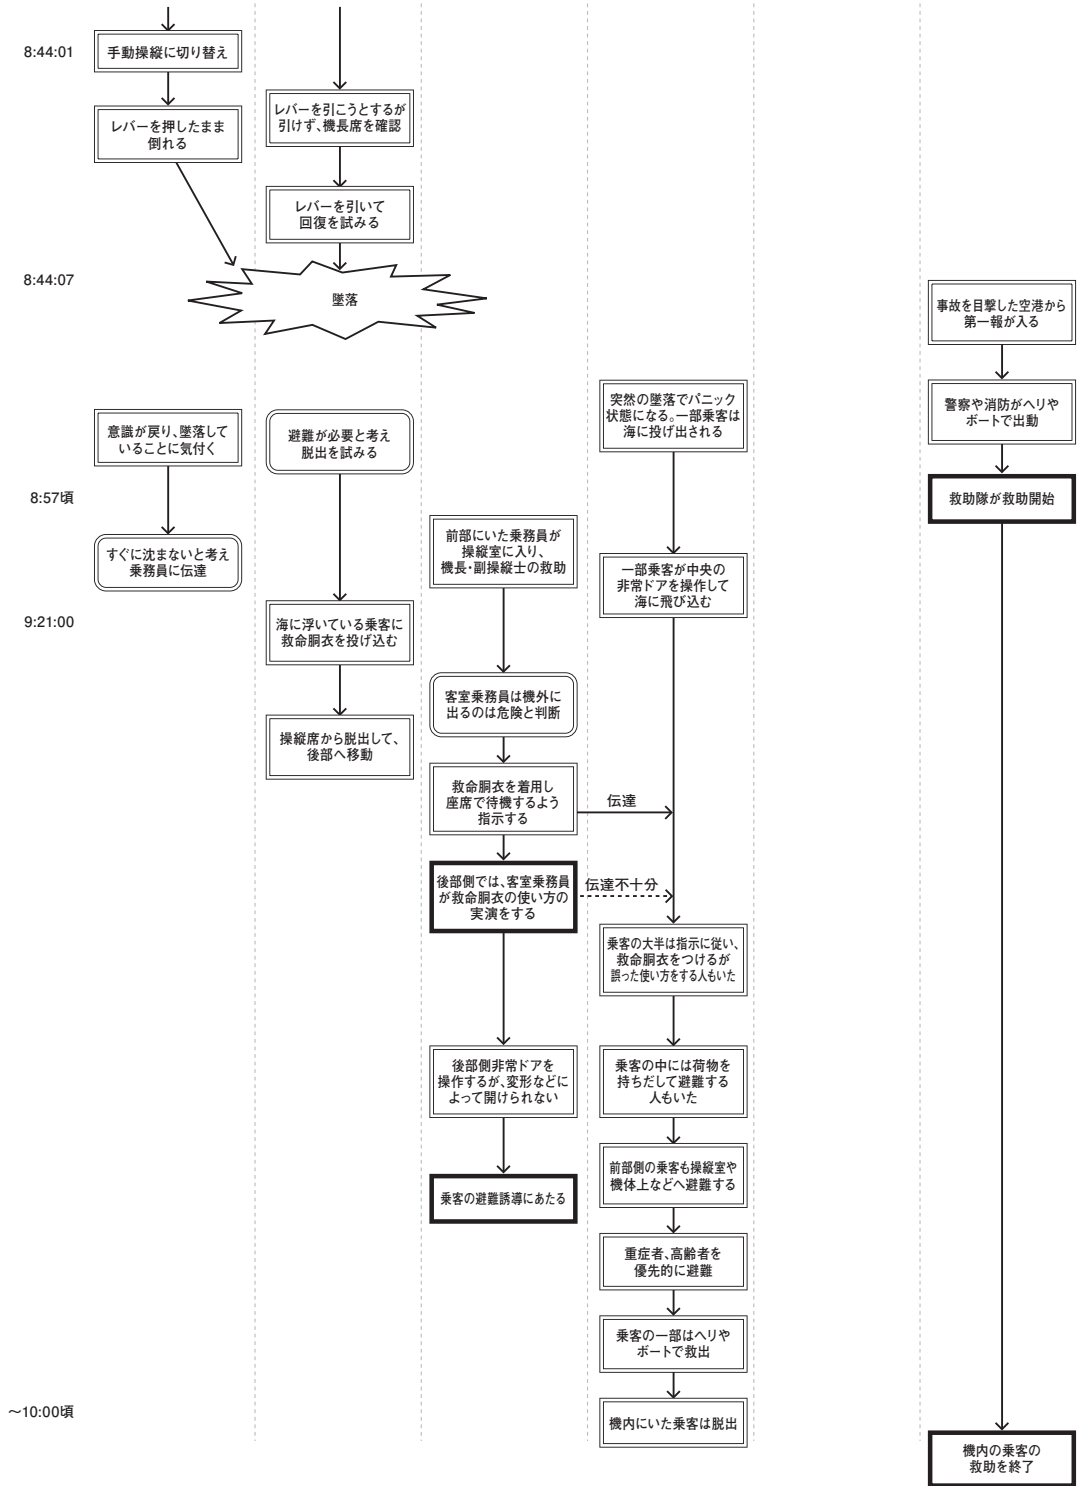 8:44:01
手動操縦に切り替え
レバーを押したまま
倒れる
レバーを引こうとするが
引けず、機長席を確認
レバーを引いて
回復を試みる
8:44:07
墜落
事故を目撃した空港から
第一報が入る
警察や消防がヘリや
ボートで出動
救助隊が救助開始
意識が戻り、墜落して
いることに気付く
8:57頃
すぐに沈まないと考え
乗務員に伝達
9:21:00
避難が必要と考え
脱出を試みる
海に浮いている乗客に
救命胴衣を投げ込む
操縦席から脱出して、
後部へ移動
前部にいた乗務員が
操縦室に入り、
機長・副操縦士の救助
客室乗務員は機外に
出るのは危険と判断
救命胴衣を着用し
座席で待機するよう
指示する
伝達
後部側では、客室乗務員
が救命胴衣の使い方の
実演をする
伝達不十分
後部側非常ドアを
操作するが、変形などに
よって開けられない
乗客の避難誘導にあたる
突然の墜落でパニック
状態になる。一部乗客は
海に投げ出される
一部乗客が中央の
非常ドアを操作して
海に飛び込む
乗客の大半は指示に従い、
救命胴衣をつけるが
誤った使い方をする人もいた
乗客の中には荷物を
持ちだして避難する
人もいた
前部側の乗客も操縦室や
機体上などへ避難する
重症者、高齢者を
優先的に避難
乗客の一部はヘリや
ボートで救出
〜10:00頃
機内にいた乗客は脱出
機内の乗客の
救助を終了